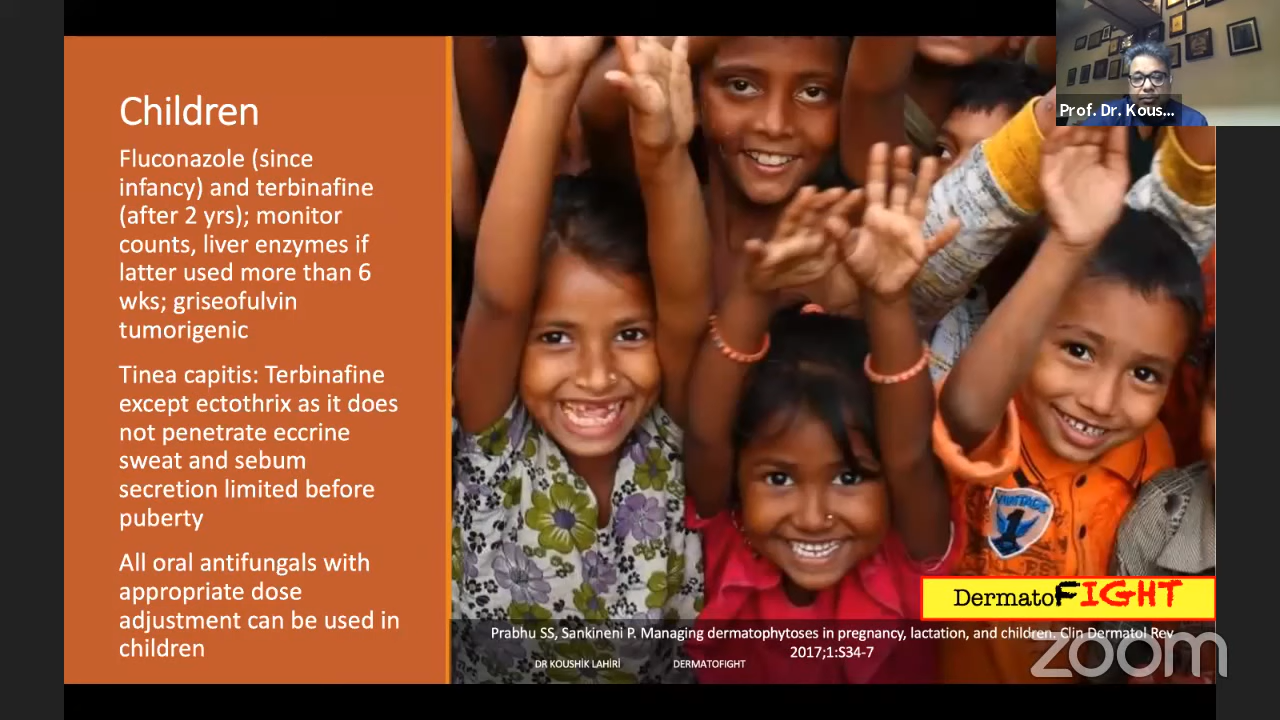 Children
Fluconazole (since
infancy) and terbinafine
(after 2 yrs); monitor
counts, liver enzymes if
latter used more than 6
wks; griseofulvin
tumorigenic
Tinea capitis: Terbinafine
except ectothrix as it does
not penetrate eccrine
sweat and sebum
secretion limited before
puberty
All oral antifungals with
appropriate dose
adjustment can be used in
children
Prof. Dr. Kous...
VINTAGE
1
DermatoFIGHT
Prabhu SS, Sankineni P. Managing dermatophytoses in pregnancy, lactation, and children. Clin Dermatol Rev
2017;1:S34-7
DR KOUSHIK LAHIRI DERMATOFIGHT
zoom